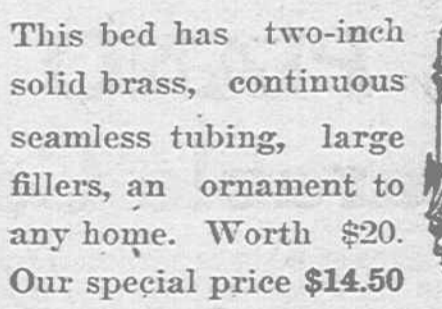 This bed has two-inch
solid brass, continuous
seamless tubing, large
fillers, an ornament to
any home. Worth $20.
Our special price $14.50